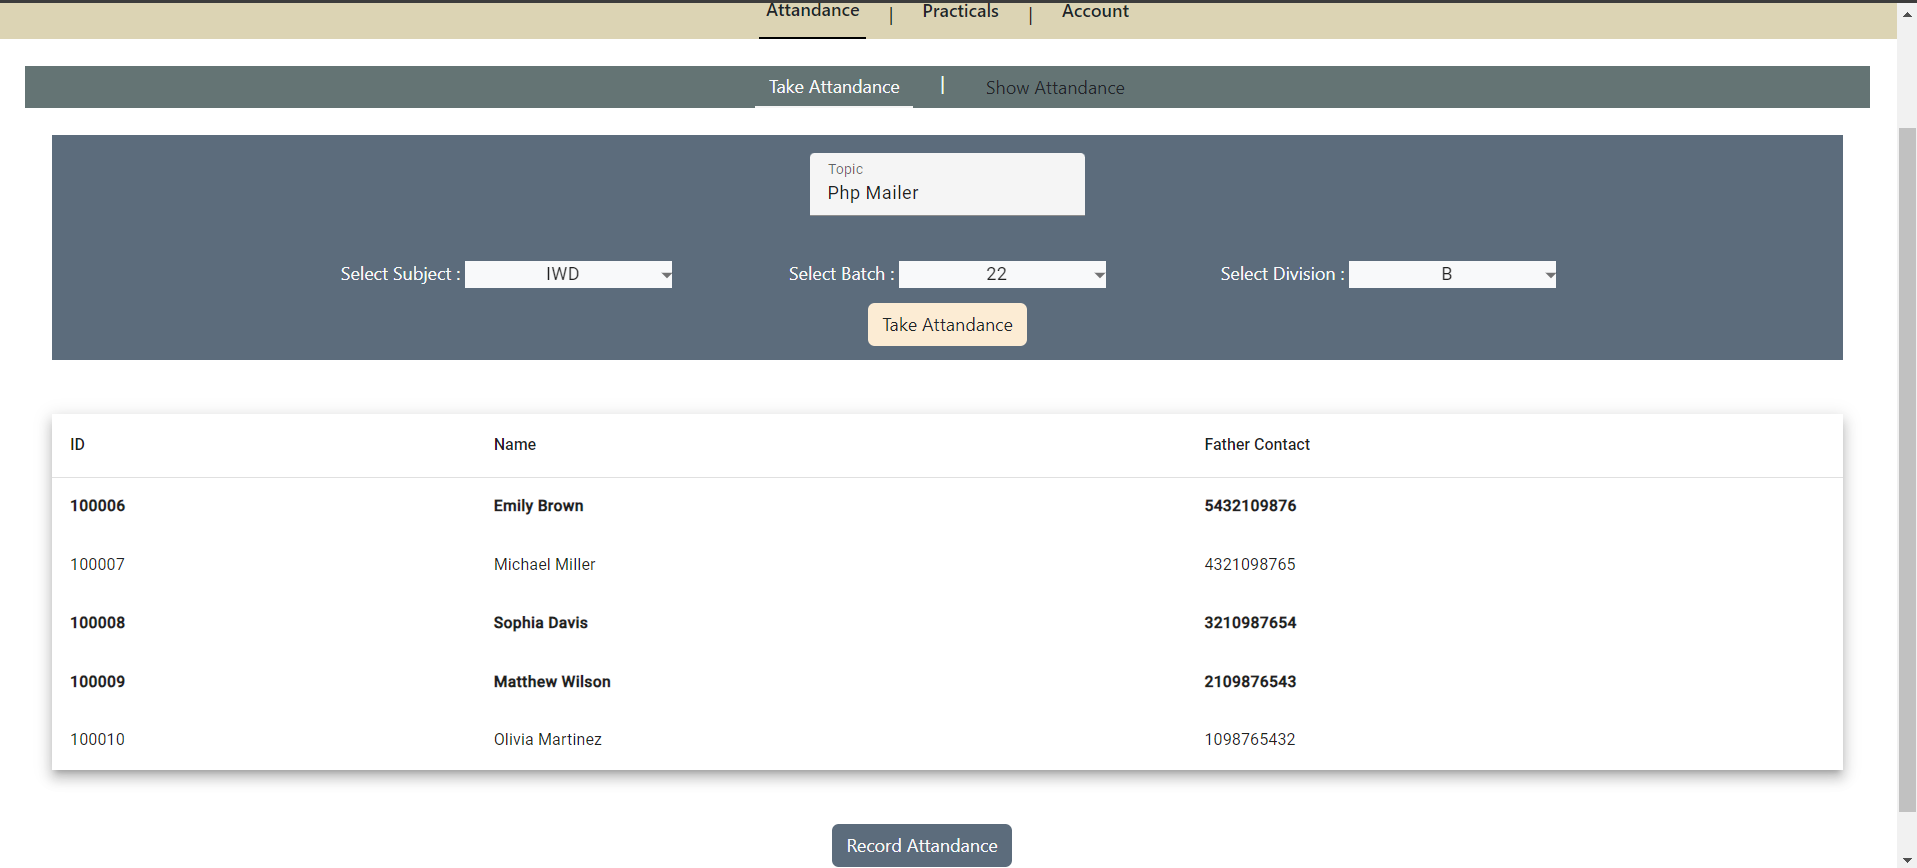 Attandance | Practicals | Account
Take Attandance | Show Attandance
Topic
Php Mailer
Select Subject : IWD Select Batch : 22 Select Division : B
Take Attandance
ID Name Father Contact
100006 Emily Brown 5432109876
100007 Michael Miller 4321098765
100008 Sophia Davis 3210987654
100009 Matthew Wilson 2109876543
100010 Olivia Martinez 1098765432
Record Attandance